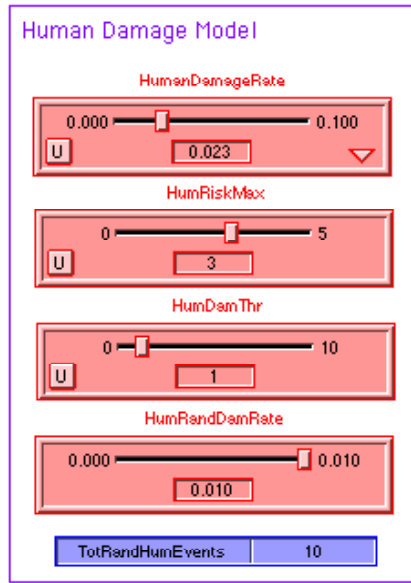 Human Damage Model
HumanDamageRate
0.000 0.100
U 0.023
HumRiskMax
0 5
U 3
HumDamThr
0 10
U 1
HumRandDamRate
0.000 0.010
0.010
TotRandHumEvents 10